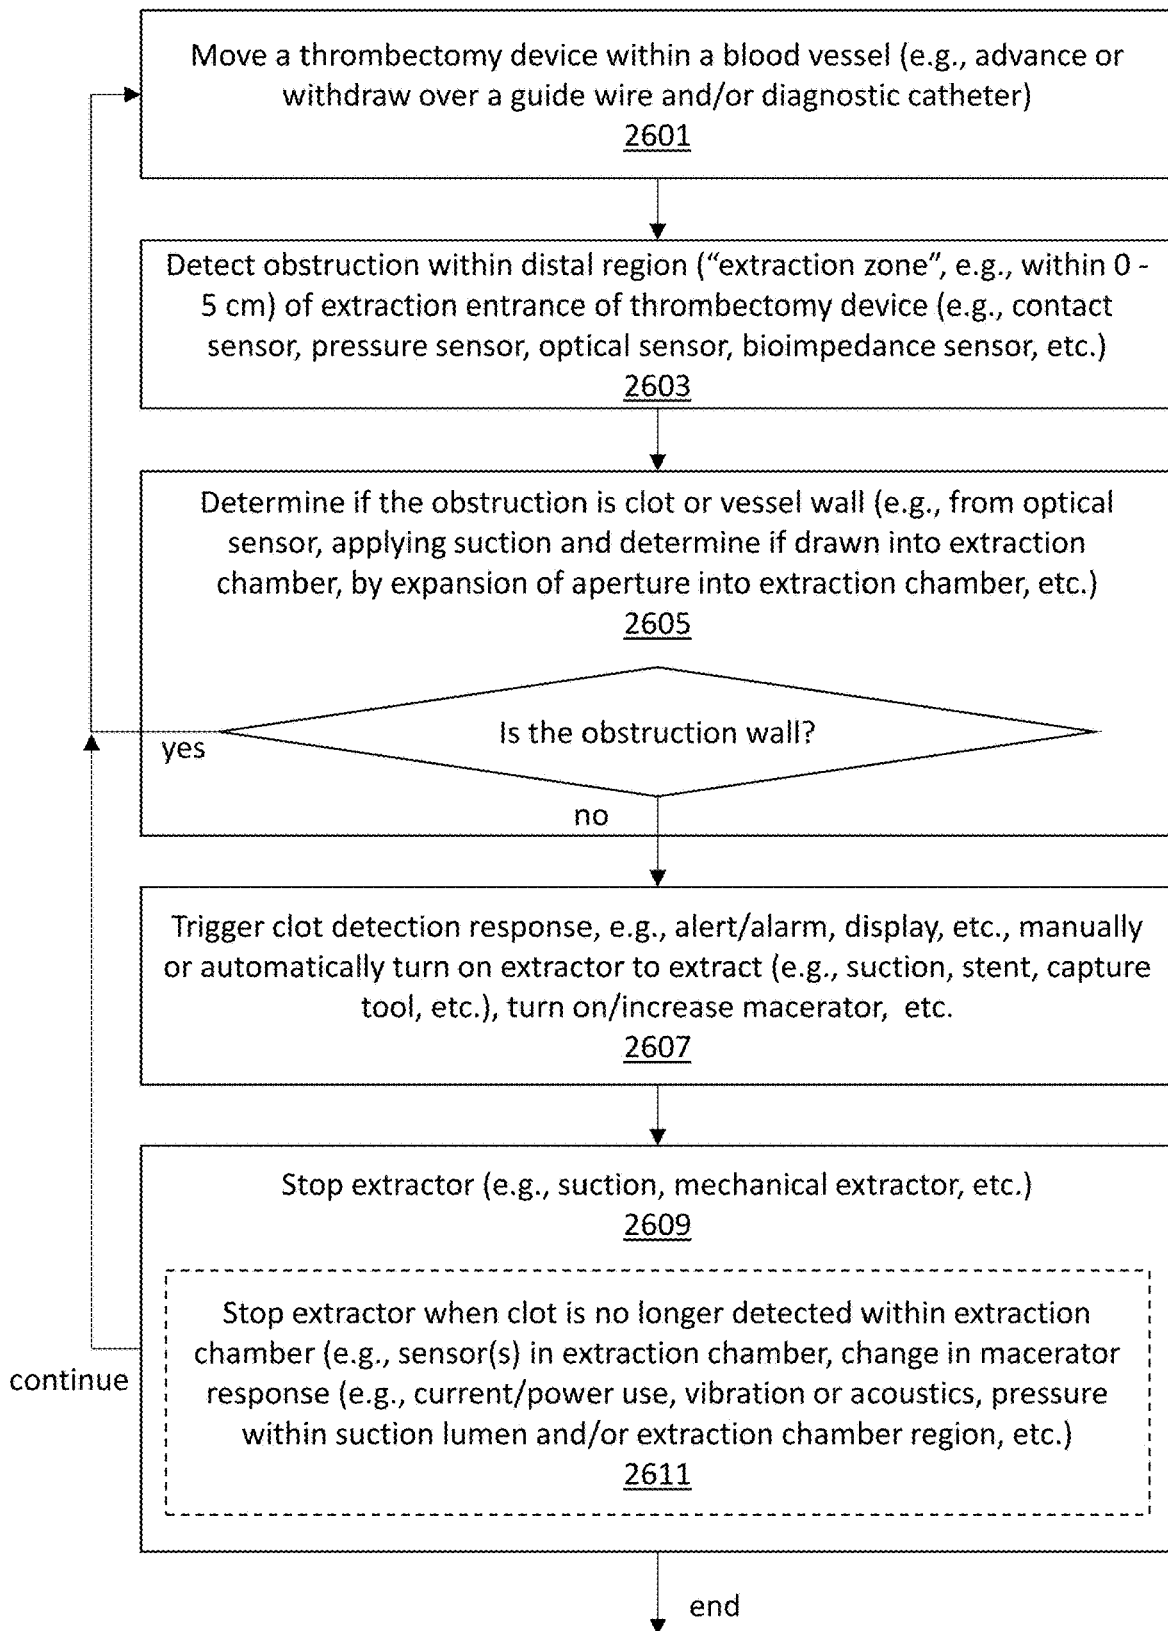 Move a thrombectomy device within a blood vessel (e.g., advance or
withdraw over a guide wire and/or diagnostic catheter)
2601
Detect obstruction within distal region (“extraction zone”, e.g., within 0 -
5 cm) of extraction entrance of thrombectomy device (e.g., contact
sensor, pressure sensor, optical sensor, bioimpedance sensor, etc.)
2603
Determine if the obstruction is clot or vessel wall (e.g., from optical
sensor, applying suction and determine if drawn into extraction
chamber, by expansion of aperture into extraction chamber, etc.)
2605
Is the obstruction wall?
yes
no
Trigger clot detection response, e.g., alert/alarm, display, etc., manually
or automatically turn on extractor to extract (e.g., suction, stent, capture
tool, etc.), turn on/increase macerator, etc.
2607
Stop extractor (e.g., suction, mechanical extractor, etc.)
2609
Stop extractor when clot is no longer detected within extraction
chamber (e.g., sensor(s) in extraction chamber, change in macerator
response (e.g., current/power use, vibration or acoustics, pressure
within suction lumen and/or extraction chamber region, etc.)
2611
continue
end